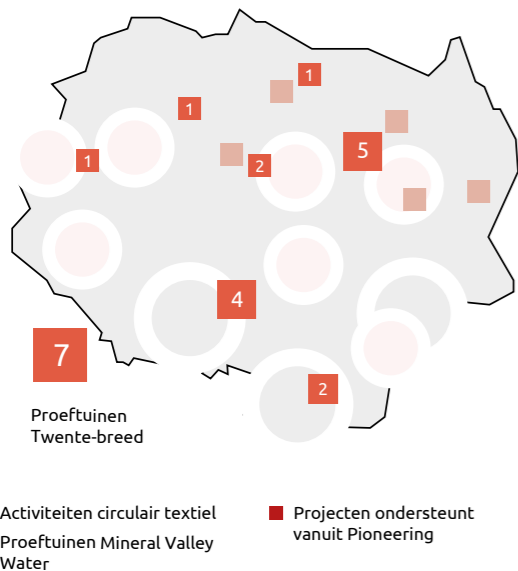 1
1
1
2
5
4
7
2
Proeftuinen
Twente-breed
Activiteiten circulair textiel
Proeftuinen Mineral Valley
Water
Projecten ondersteunt
vanuit Pioneering